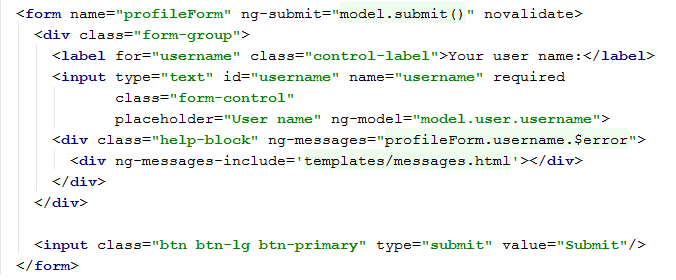 <form name="profileForm" ng-submit="model.submit()" novalidate>
<div class="form-group">
<label for="username" class="control-label">Your user name:</label>
<input type="text" id="username" name="username" required
class="form-control"
placeholder="User name" ng-model="model.user.username">
<div class="help-block" ng-messages="profileForm.username.$error">
<div ng-messages-include='templates/messages.html'></div>
</div>
</div>
<input class="btn btn-lg btn-primary" type="submit" value="Submit"/>
</form>